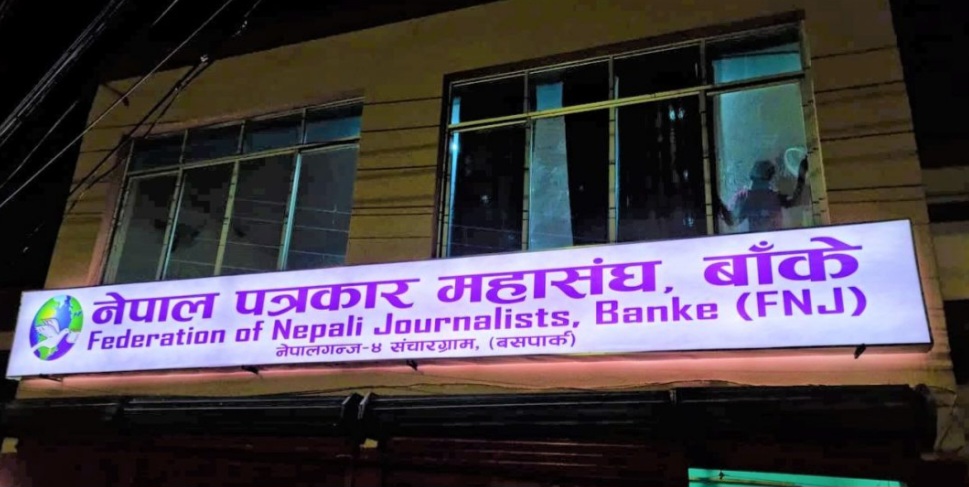 नेपाल पत्रकार महासंघ, बाँके
Federation of Nepali Journalists, Banke (FNJ)
नेपालगन्ज-४ संचारग्राम, (बसपार्क)